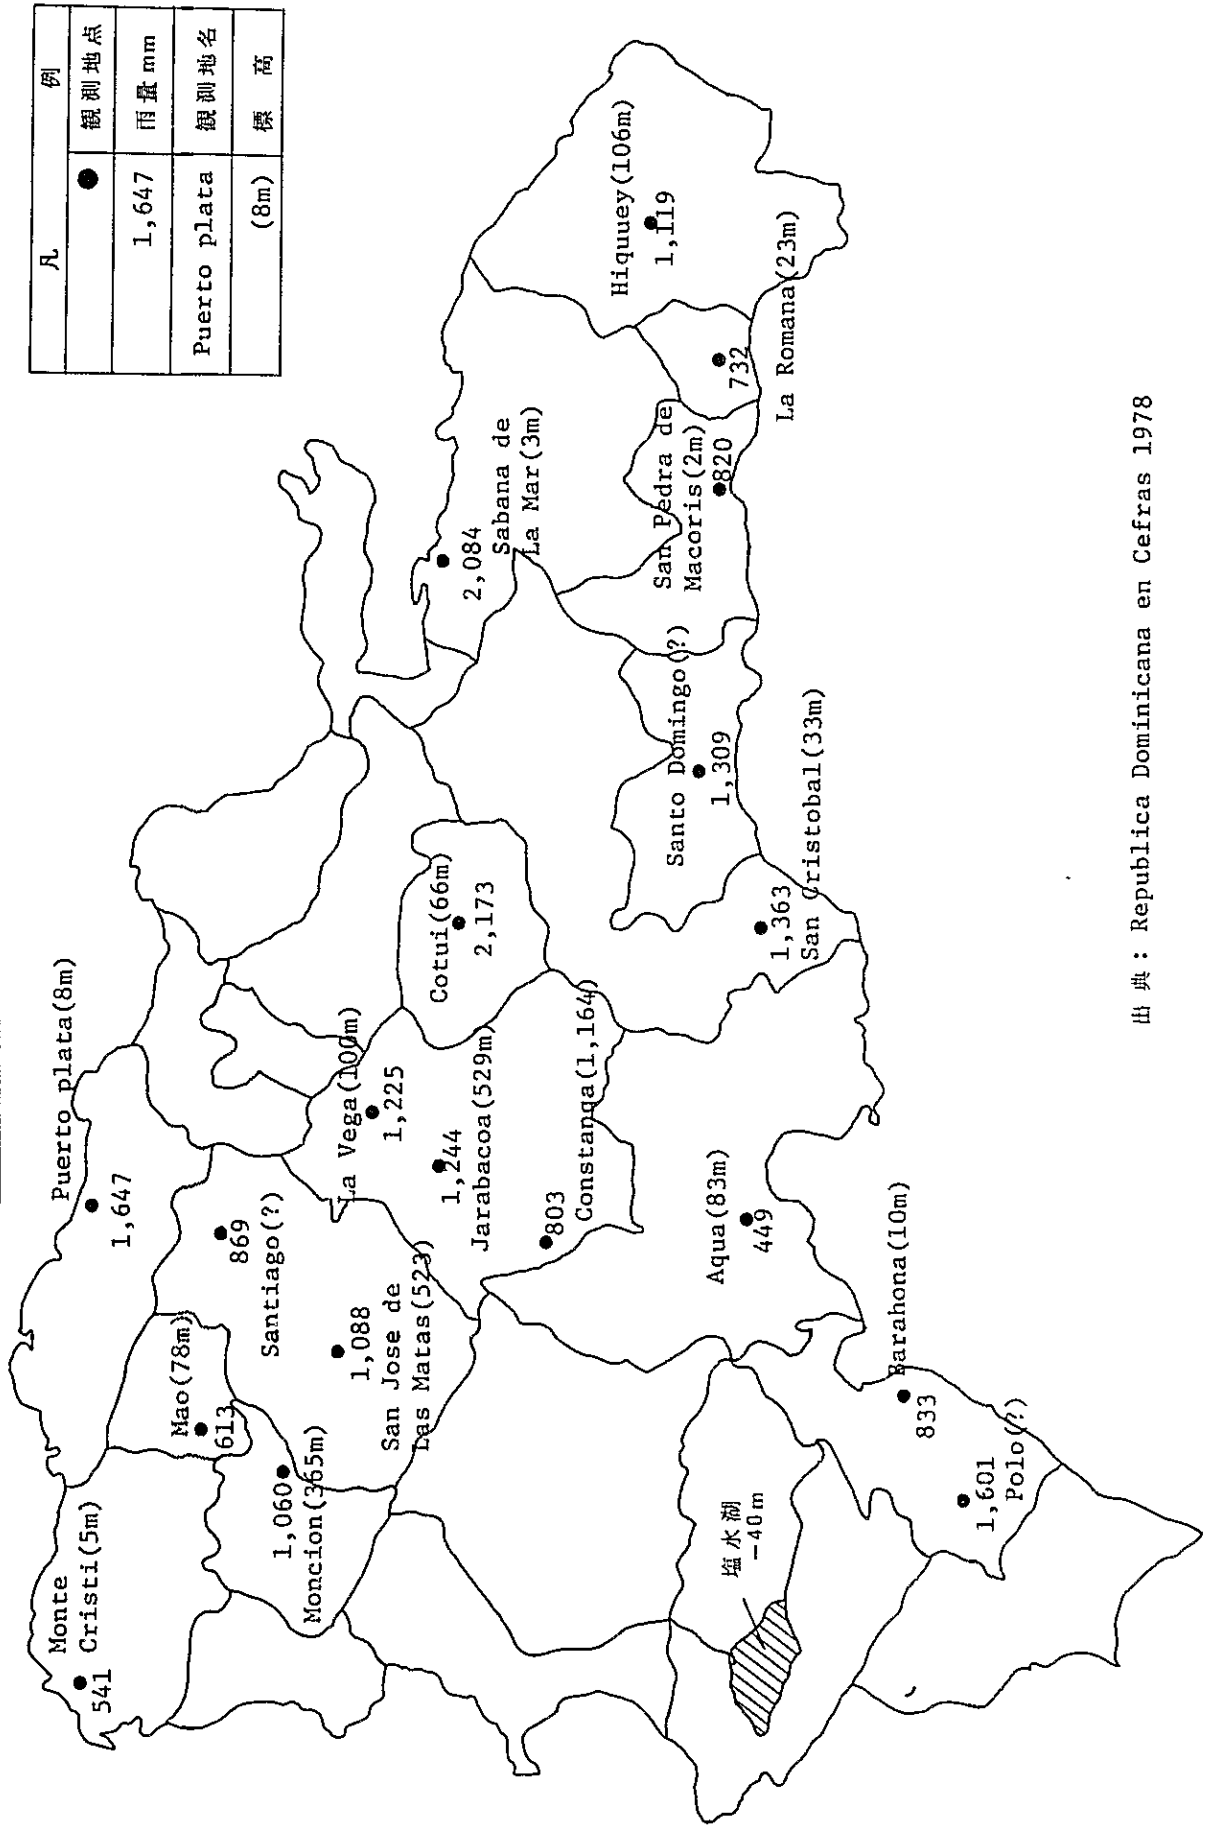 凡 例
● 観測地点
1,647 雨量mm
Puerto plata 観測地名
(8m) 標 高
Monte
Cristi(5m)
541
Puerto plata(8m)
1,647
Mao(78m)
613
869
Santiago(?)
1,060
Moncion(365m)
1,088
San Jose de
Las Matas(523)
La Vega(100m)
1,225
1,244
Jarabacoa(529m)
Cotui(66m)
2,173
803
Constanqa(1,164)
2,084
Sabana de
La Mar(3m)
Hiquuey(106m)
1,119
San Pedra de
Macoris(2m)
820
732
La Romana(23m)
Santo Domingo(?)
1,309
1,363
San Cristobal(33m)
Aqua(83m)
449
塩水湖
-40m
Barahona(10m)
833
1,601
Polo(?)
出典：Republica Dominicana en Cefras 1978